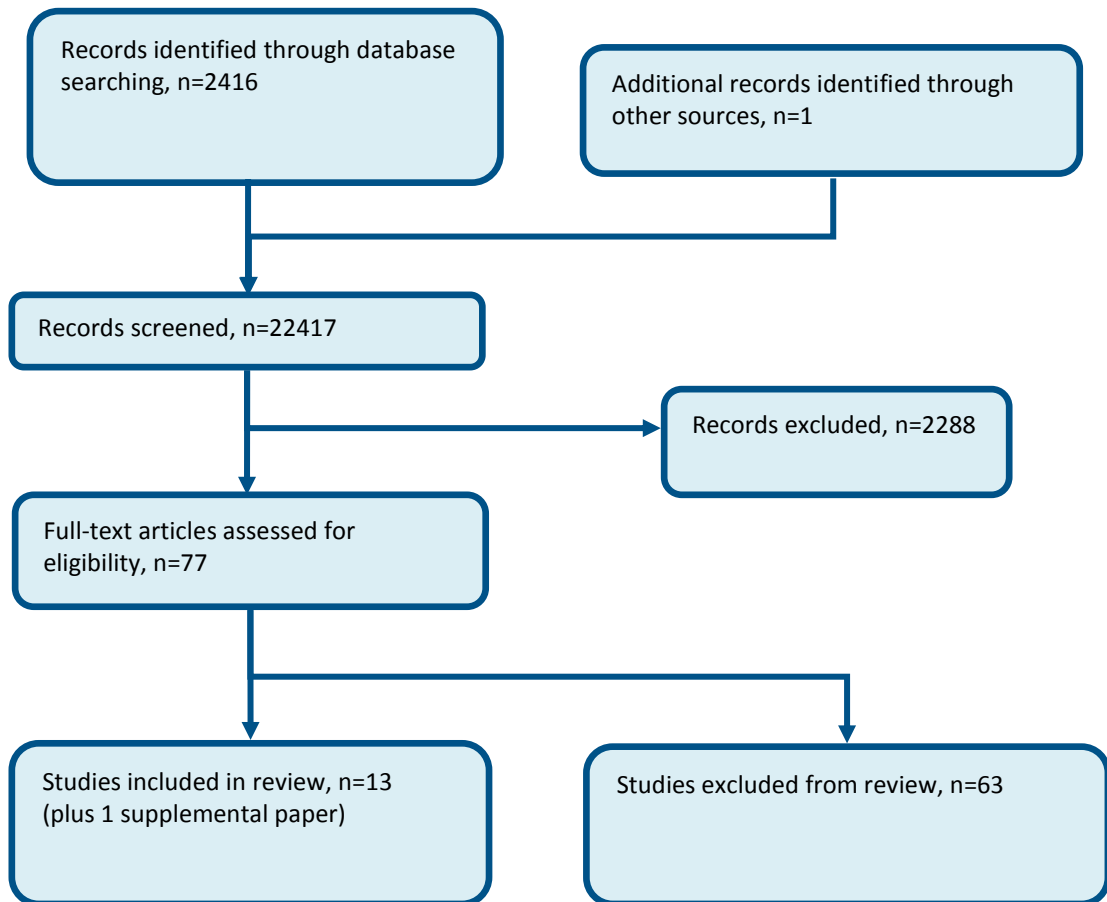 Records identified through database
searching, n=2416
Additional records identified through
other sources, n=1
Records screened, n=22417
Records excluded, n=2288
Full-text articles assessed for
eligibility, n=77
Studies included in review, n=13
(plus 1 supplemental paper)
Studies excluded from review, n=63